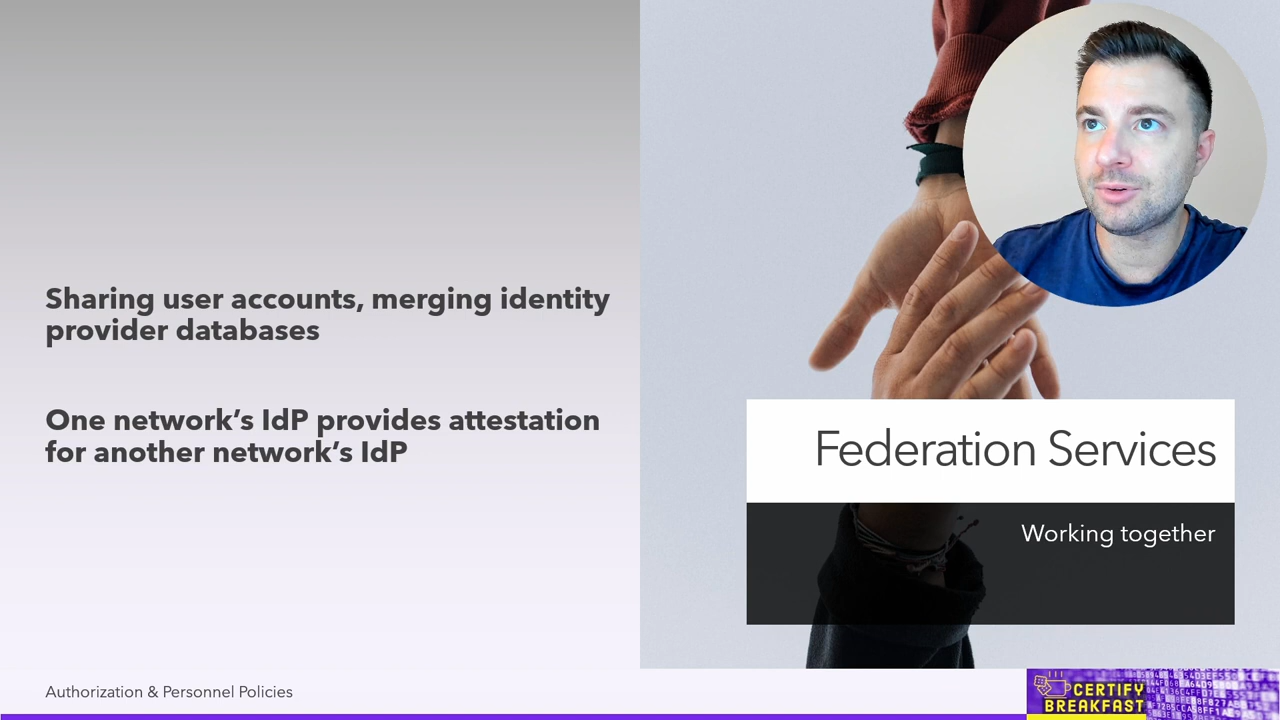 Sharing user accounts, merging identity
provider databases
One network’s IdP provides attestation
for another network’s IdP
Federation Services
Working together
Authorization & Personnel Policies
CERTIFY
BREAKFAST